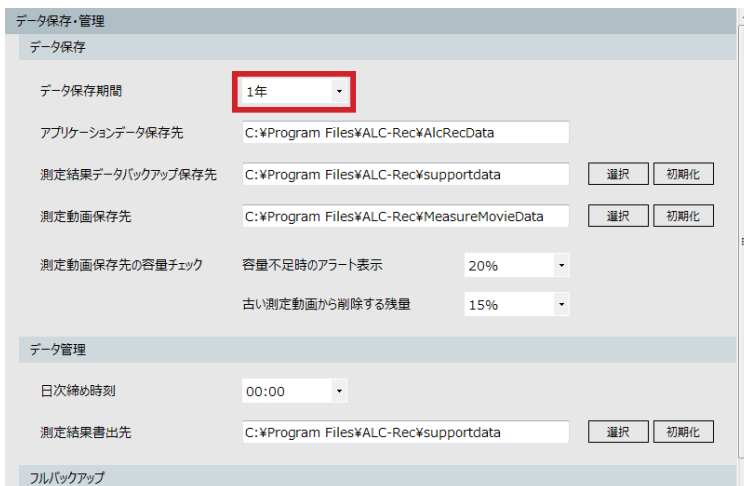 データ保存・管理
データ保存
データ保存期間 1年
アプリケーションデータ保存先 C:¥Program Files¥ALC-Rec¥AlcRecData
測定結果データバックアップ保存先 C:¥Program Files¥ALC-Rec¥supportdata 選択 初期化
測定動画保存先 C:¥Program Files¥ALC-Rec¥MeasureMovieData 選択 初期化
測定動画保存先の容量チェック 容量不足時のアラート表示 20%
古い測定動画から削除する残量 15%
データ管理
日次締め時刻 00:00
測定結果書出先 C:¥Program Files¥ALC-Rec¥supportdata 選択 初期化
フルバックアップ